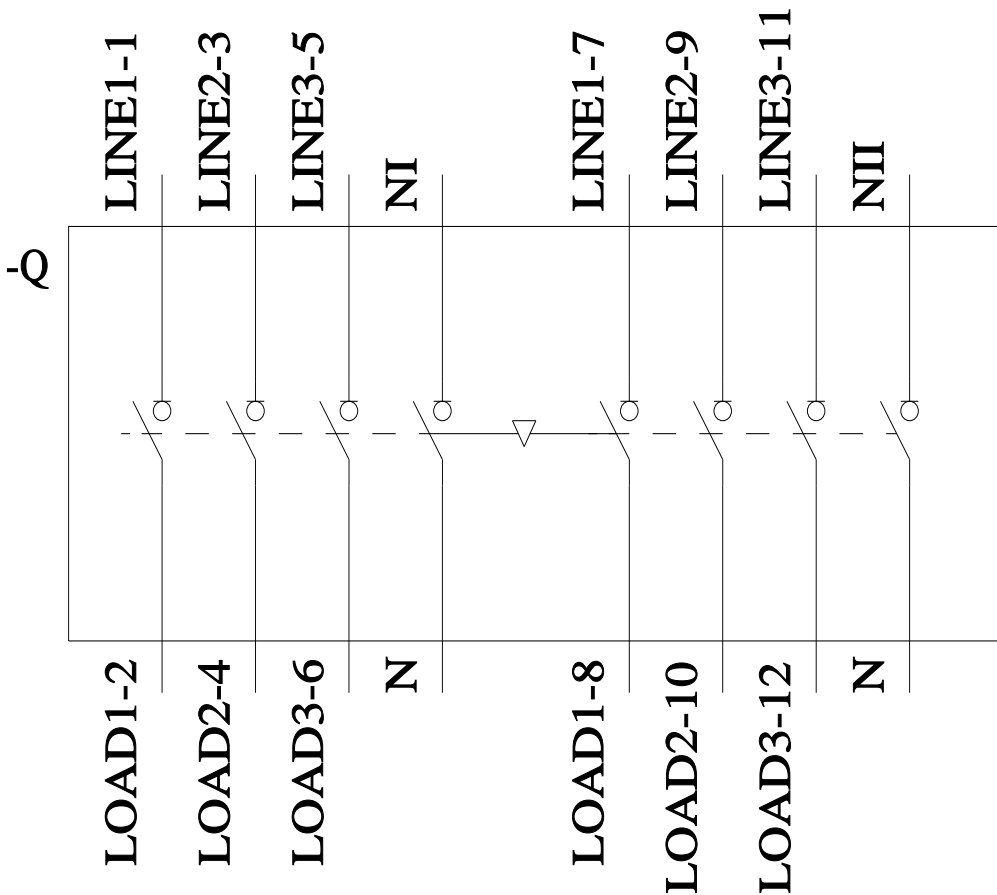 LINE1-1
LINE2-3
LINE3-5
NI
LINE1-7
LINE2-9
LINE3-11
NII
-Q
LOAD1-2
LOAD2-4
LOAD3-6
N
LOAD1-8
LOAD2-10
LOAD3-12
N